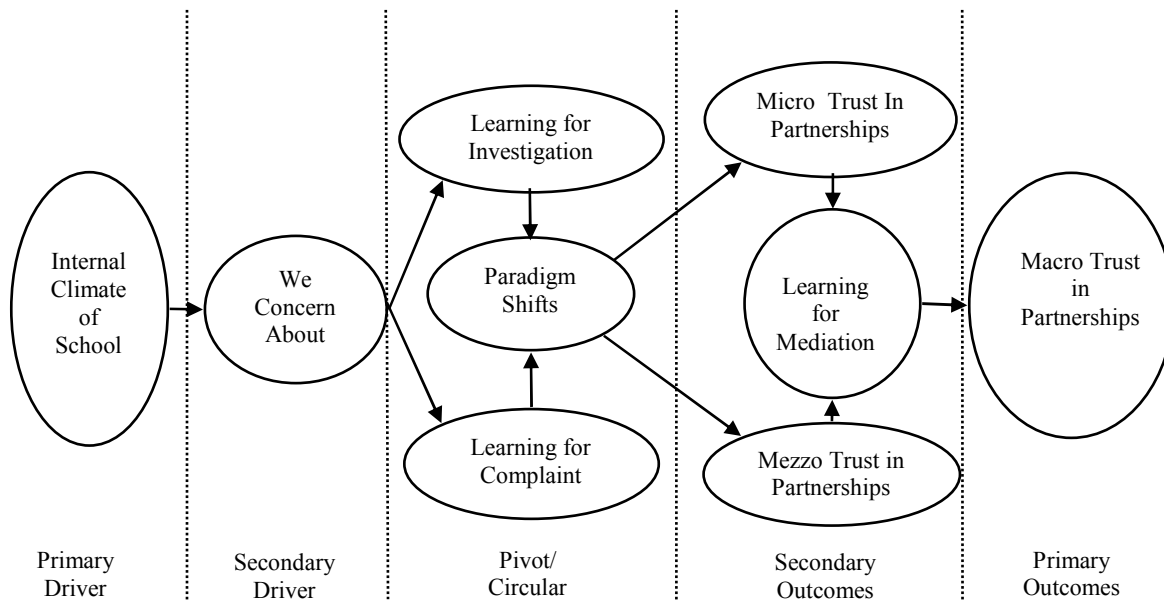 Internal
Climate
of
School
We
Concern
About
Learning for
Investigation
Paradigm
Shifts
Learning for
Complaint
Micro Trust In
Partnerships
Learning
for
Mediation
Mezzo Trust in
Partnerships
Macro Trust
in
Partnerships
Primary
Driver
Secondary
Driver
Pivot/
Circular
Secondary
Outcomes
Primary
Outcomes